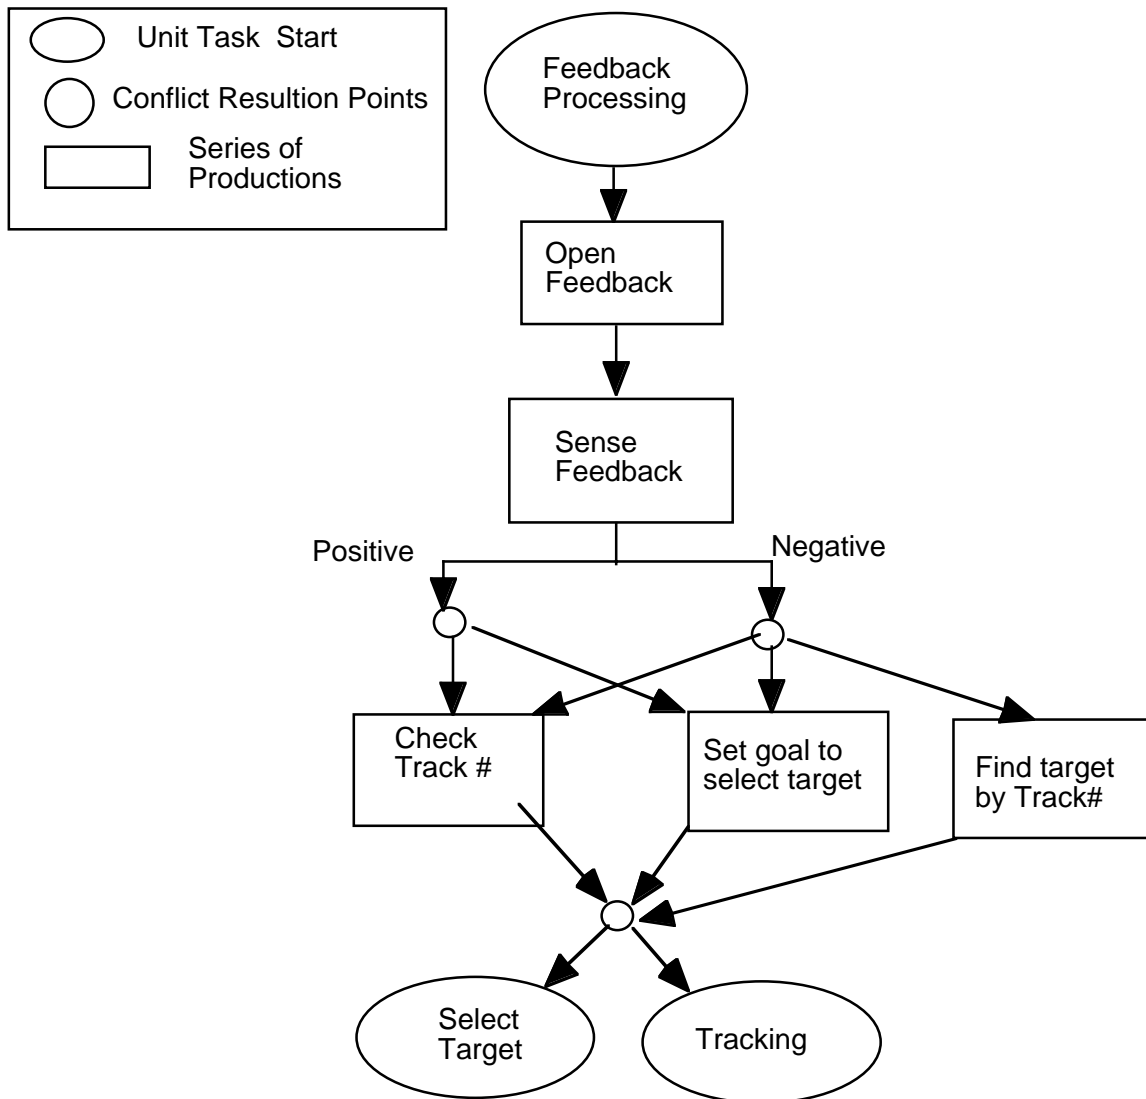 Unit Task  Start
Conflict Resultion Points
Series of
Productions
Feedback
Processing
Open
Feedback
Sense
Feedback
Positive
Negative
Check
Track #
Set goal to
select target
Find target
by Track#
Select
Target
Tracking